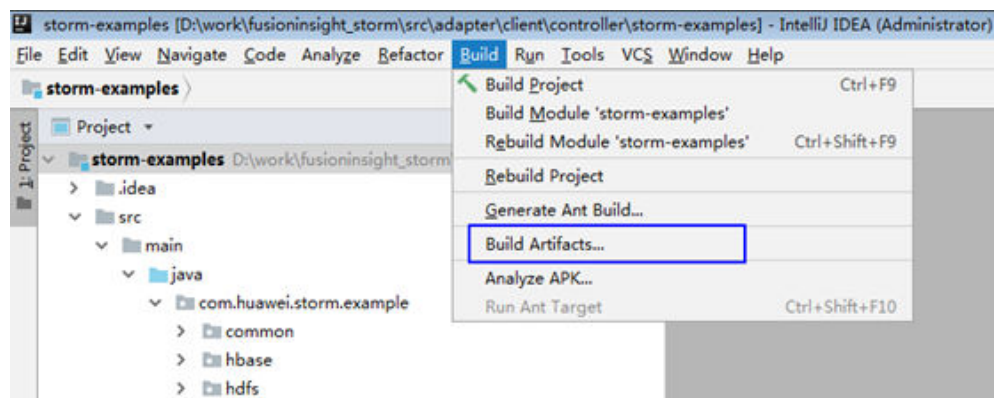 storm-examples [D:\work\fusioninsight_storm\src\adapter\client\controller\storm-examples] - IntelliJ IDEA (Administrator)
File Edit View Navigate Code Analyze Refactor Build Run Tools VCS Window Help
storm-examples
Build Project Ctrl+F9
Build Module 'storm-examples'
Rebuild Module 'storm-examples' Ctrl+Shift+F9
Rebuild Project
Generate Ant Build...
Build Artifacts...
Analyze APK...
Run Ant Target Ctrl+Shift+F10
1: Project
Project
storm-examples D:\work\fusioninsight_storm
.idea
src
main
java
com.huawei.storm.example
common
hbase
hdfs